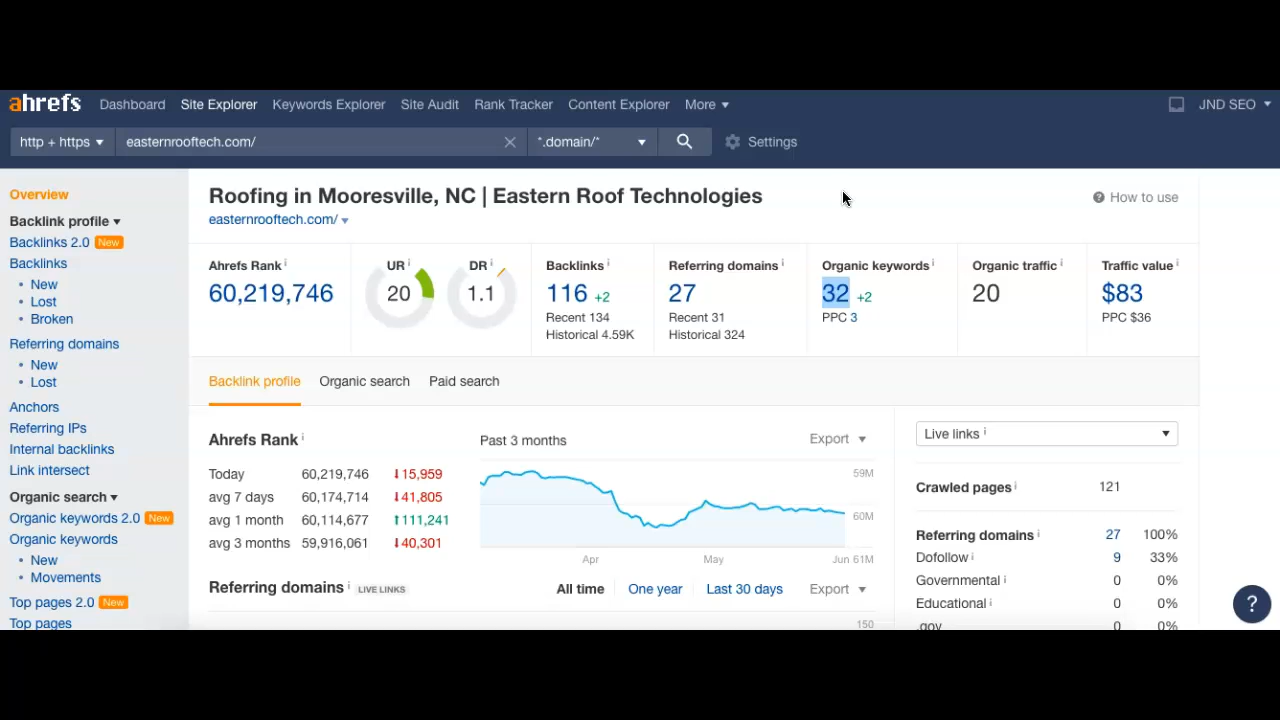 ahrefs Dashboard Site Explorer Keywords Explorer Site Audit Rank Tracker Content Explorer More JND SEO
http + https easternrooftech.com/ *.domain/* Settings
Overview
Backlink profile
Backlinks 2.0 New
Backlinks
• New
• Lost
• Broken
Referring domains
• New
• Lost
Anchors
Referring IPs
Internal backlinks
Link intersect
Organic search
Organic keywords 2.0 New
Organic keywords
• New
• Movements
Top pages 2.0 New
Top pages
Roofing in Mooresville, NC | Eastern Roof Technologies
How to use
easternrooftech.com/
Ahrefs Rank i
60,219,746
UR i
20
DR i
1.1
Backlinks i
116 +2
Recent 134
Historical 4.59K
Referring domains i
27
Recent 31
Historical 324
Organic keywords i
32 +2
PPC 3
Organic traffic i
20
Traffic value i
$83
PPC $36
Backlink profile Organic search Paid search
Ahrefs Rank i
Today 60,219,746 15,959
avg 7 days 60,174,714 41,805
avg 1 month 60,114,677 111,241
avg 3 months 59,916,061 40,301
Past 3 months Export
59M
60M
Apr May Jun 61M
Referring domains i LIVE LINKS All time One year Last 30 days Export
150
Live links i
Crawled pages i 121
Referring domains i 27 100%
Dofollow i 9 33%
Governmental i 0 0%
Educational i 0 0%
.gov 0 0%
?